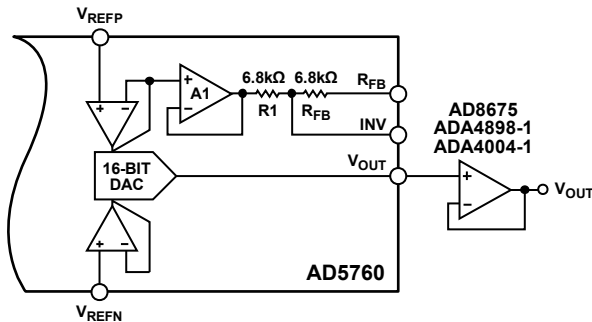 VREFP
6.8kΩ 6.8kΩ
RFB
A1
R1 RFB
INV
AD8675
ADA4898-1
ADA4004-1
VOUT
16-BIT
DAC
VOUT
AD5760
VREFN
+
−
+
−
+
−
+
−